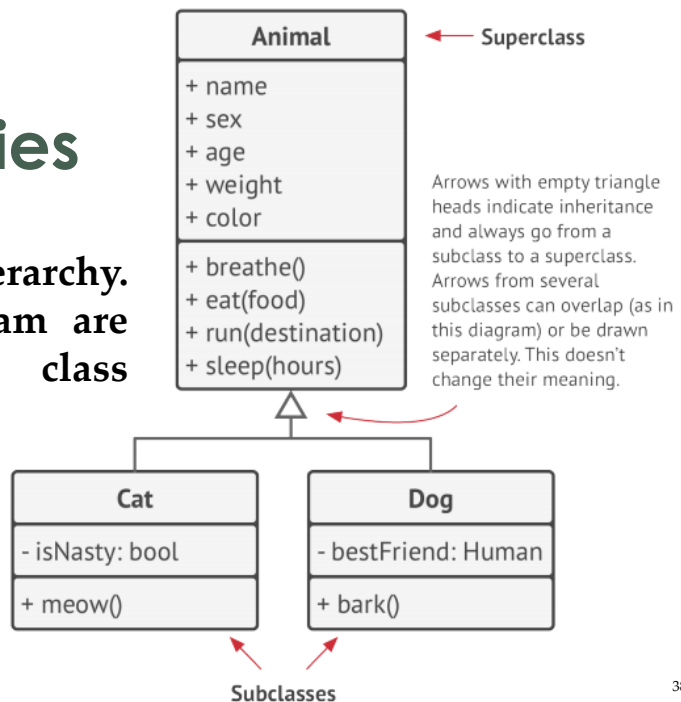 Animal
Superclass
+ name
+ sex
+ age
+ weight
+ color
+ breathe()
+ eat(food)
+ run(destination)
+ sleep(hours)
ies
erarchy.
am are
class
Arrows with empty triangle
heads indicate inheritance
and always go from a
subclass to a superclass.
Arrows from several
subclasses can overlap (as in
this diagram) or be drawn
separately. This doesn't
change their meaning.
Cat
- isNasty: bool
+ meow()
Dog
- bestFriend: Human
+ bark()
Subclasses
38